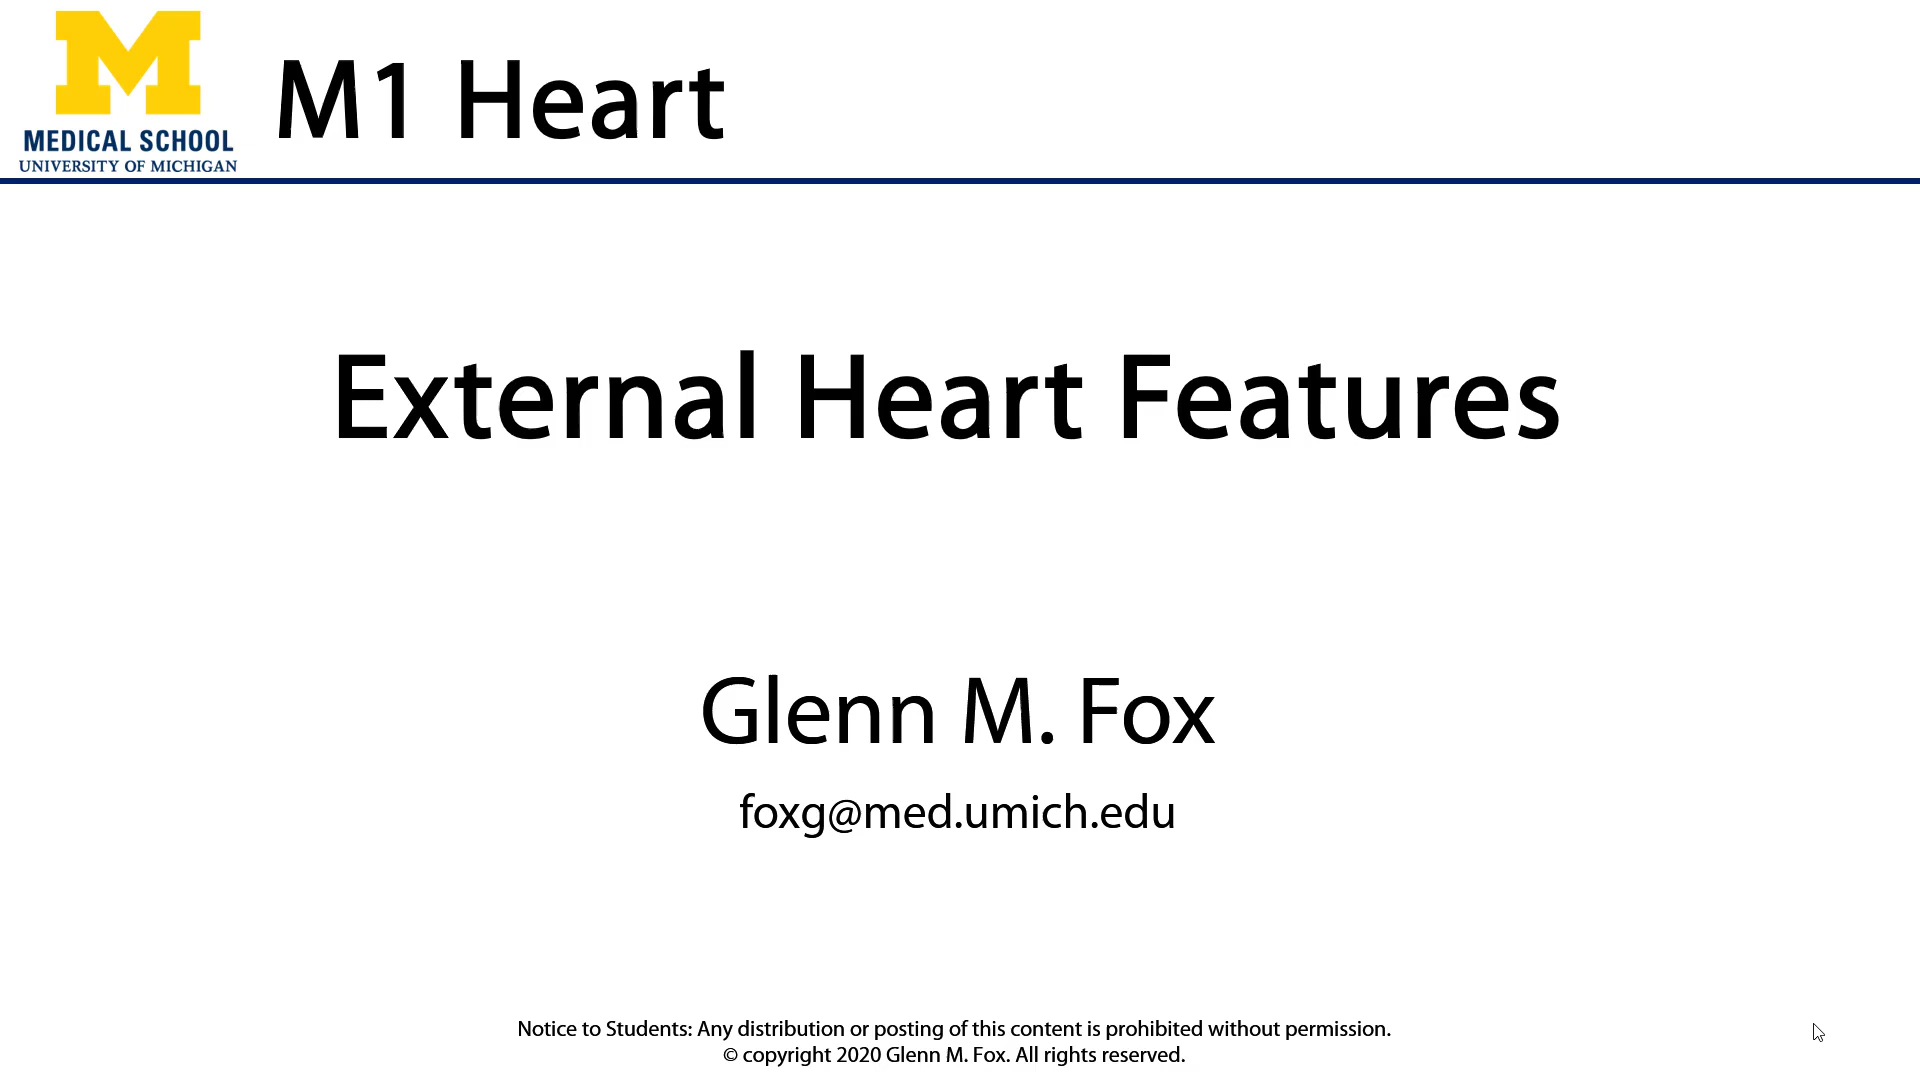 M
MEDICAL SCHOOL
UNIVERSITY OF MICHIGAN
M1 Heart
External Heart Features
Glenn M. Fox
foxg@med.umich.edu
Notice to Students: Any distribution or posting of this content is prohibited without permission.
© copyright 2020 Glenn M. Fox. All rights reserved.